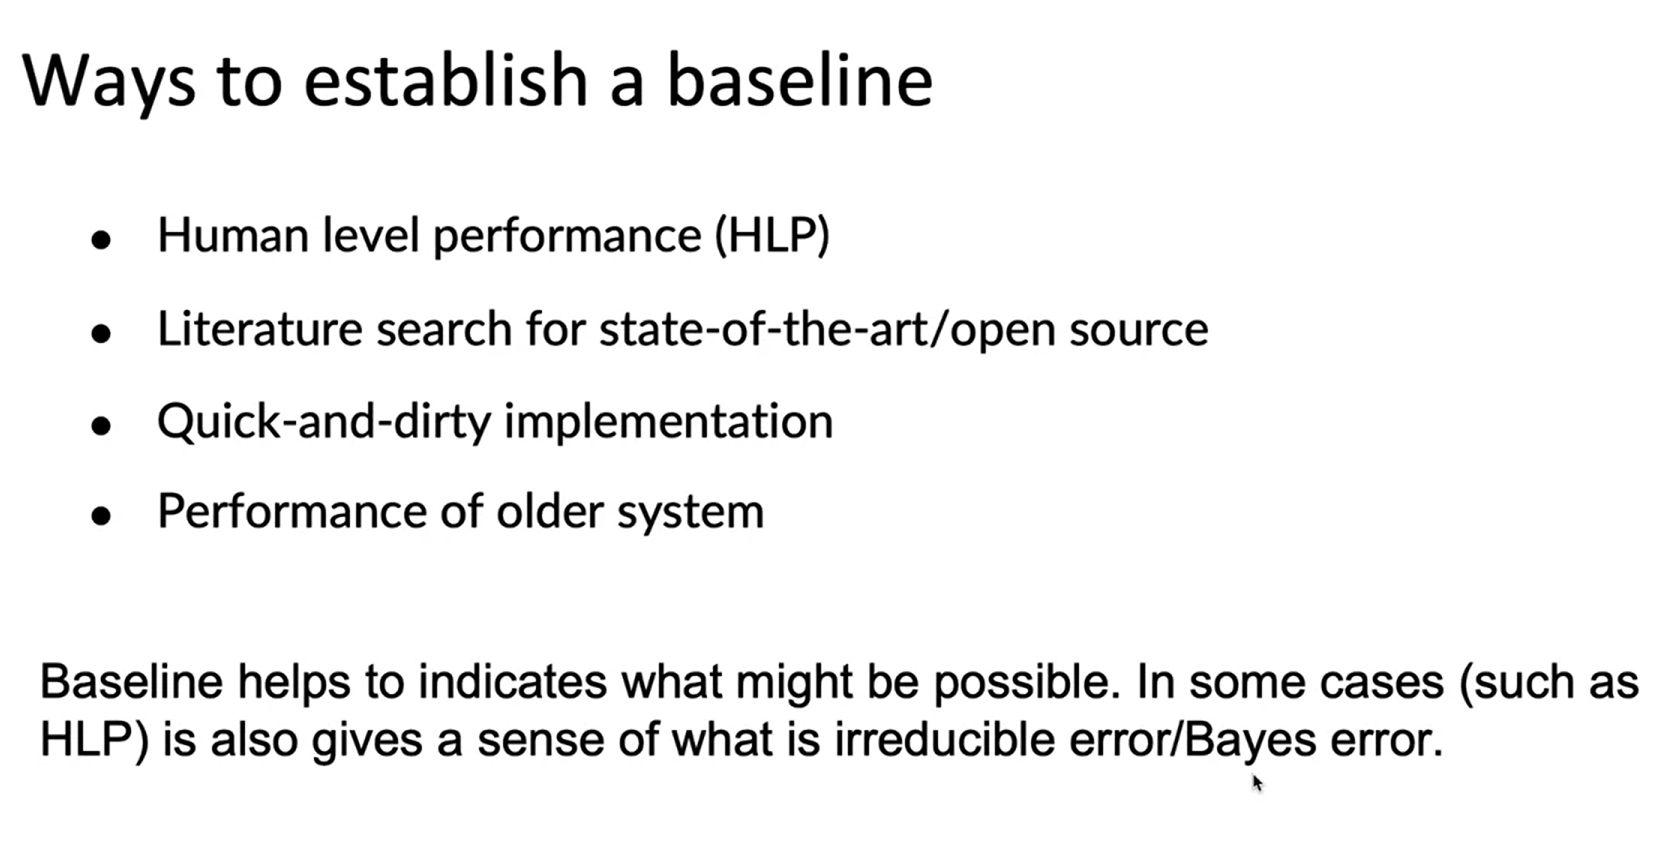 Ways to establish a baseline
● Human level performance (HLP)
● Literature search for state-of-the-art/open source
● Quick-and-dirty implementation
● Performance of older system
Baseline helps to indicates what might be possible. In some cases (such as
HLP) is also gives a sense of what is irreducible error/Bayes error.